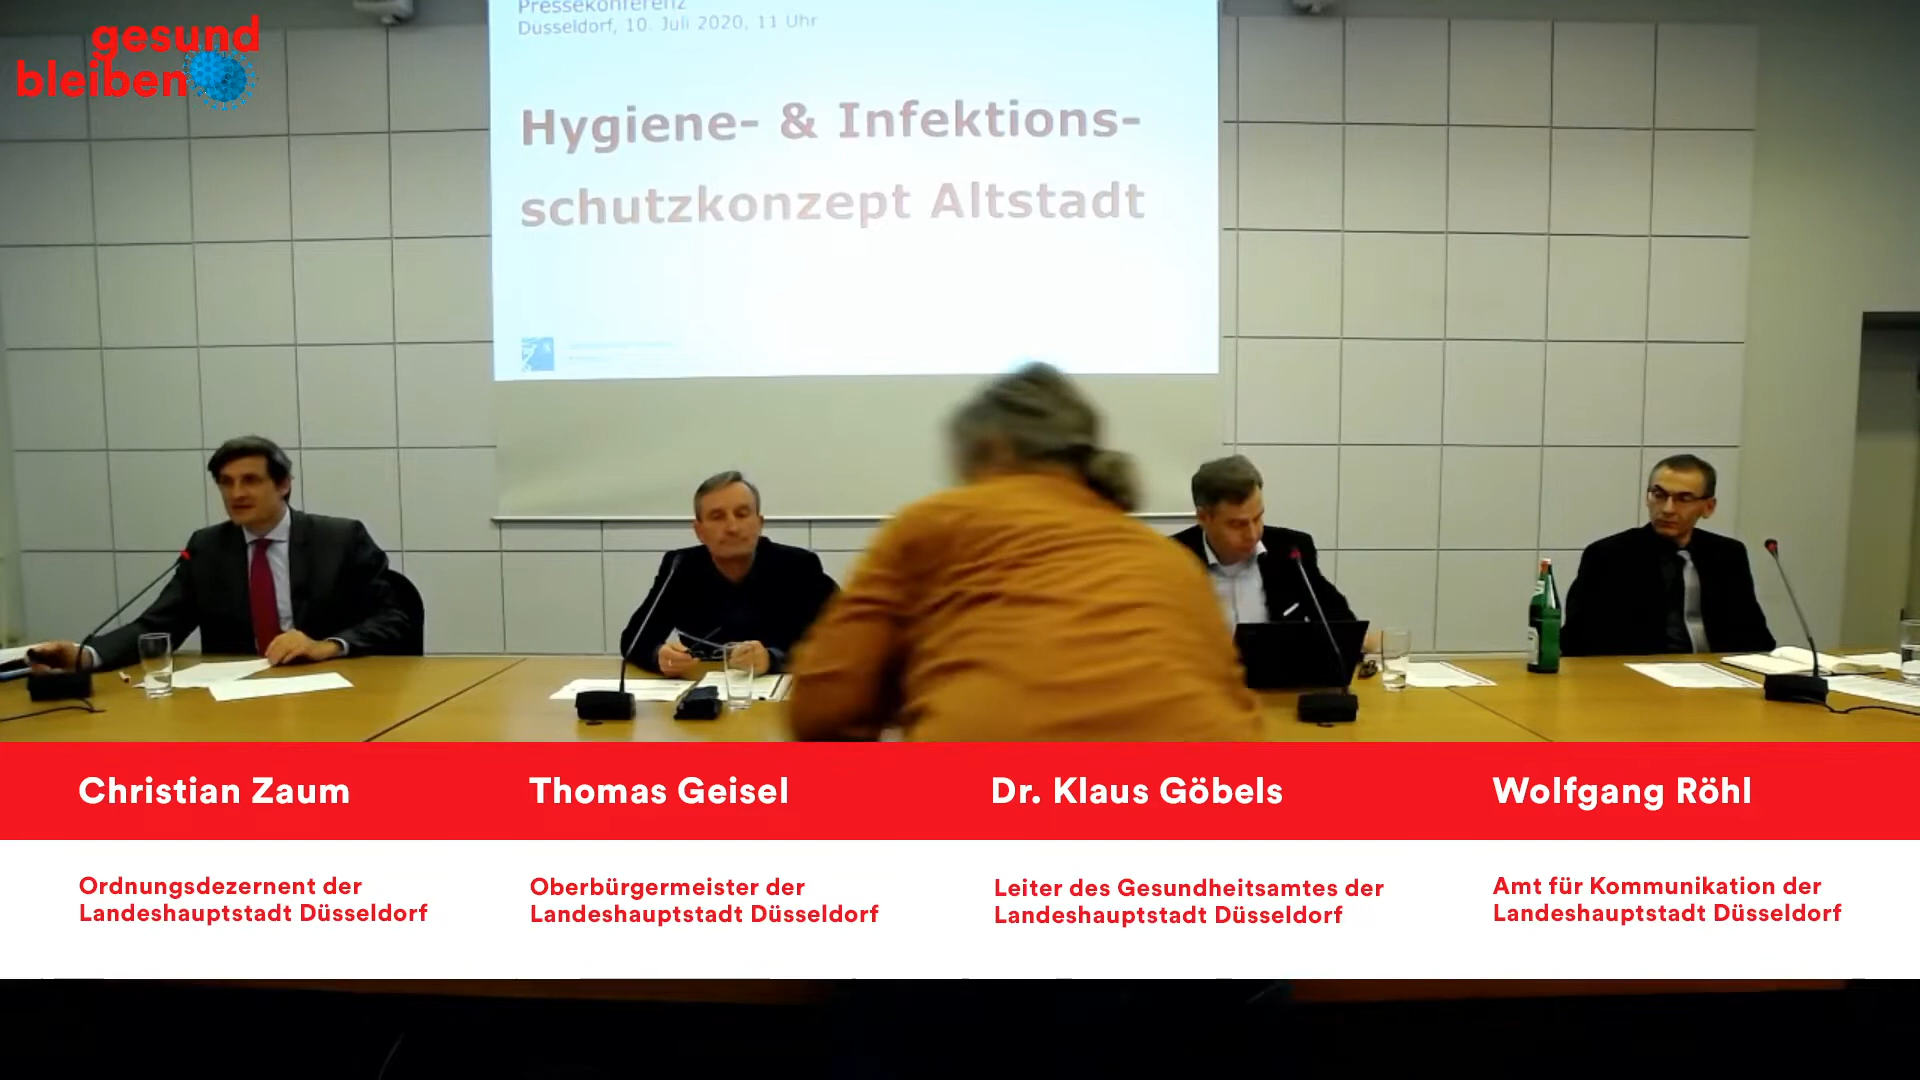 gesund
bleiben
Pressekonferenz
Düsseldorf, 10. Juli 2020, 11 Uhr
Hygiene- & Infektions-
schutzkonzept Altstadt
Christian Zaum
Ordnungsdezernent der
Landeshauptstadt Düsseldorf
Thomas Geisel
Oberbürgermeister der
Landeshauptstadt Düsseldorf
Dr. Klaus Göbels
Leiter des Gesundheitsamtes der
Landeshauptstadt Düsseldorf
Wolfgang Röhl
Amt für Kommunikation der
Landeshauptstadt Düsseldorf